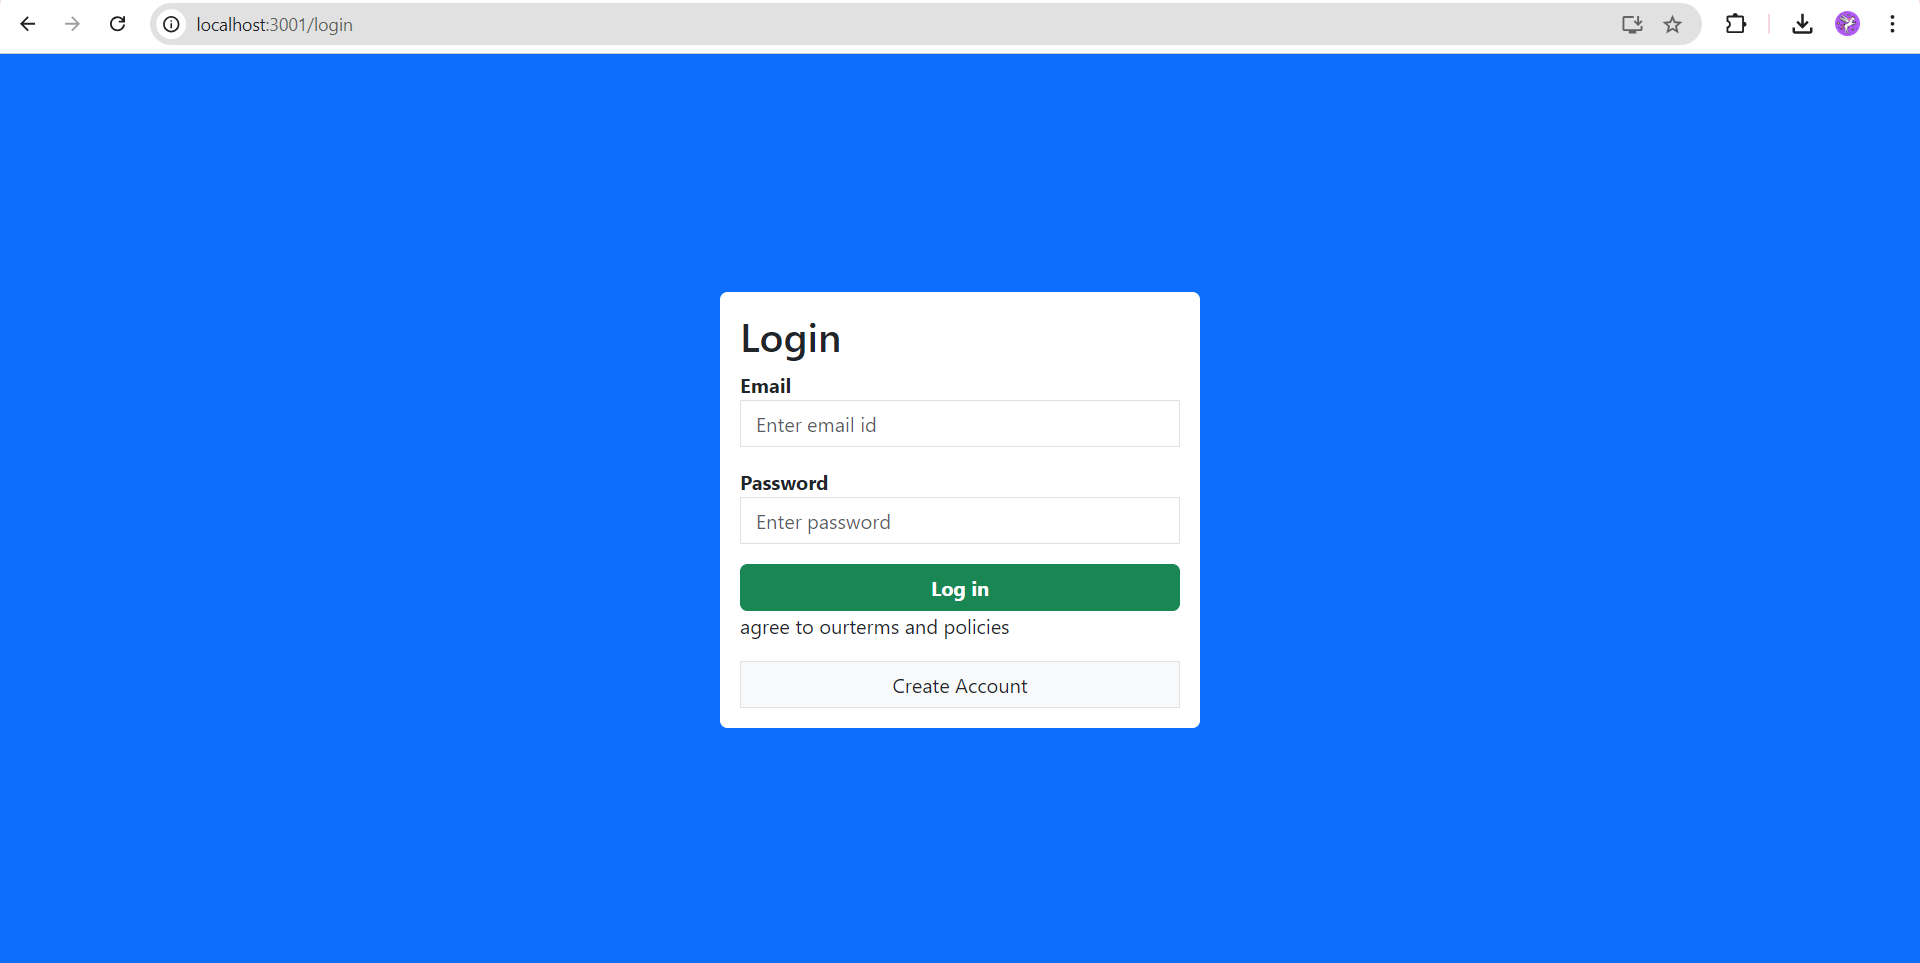 localhost:3001/login
Login
Email
Enter email id
Password
Enter password
Log in
agree to ourterms and policies
Create Account